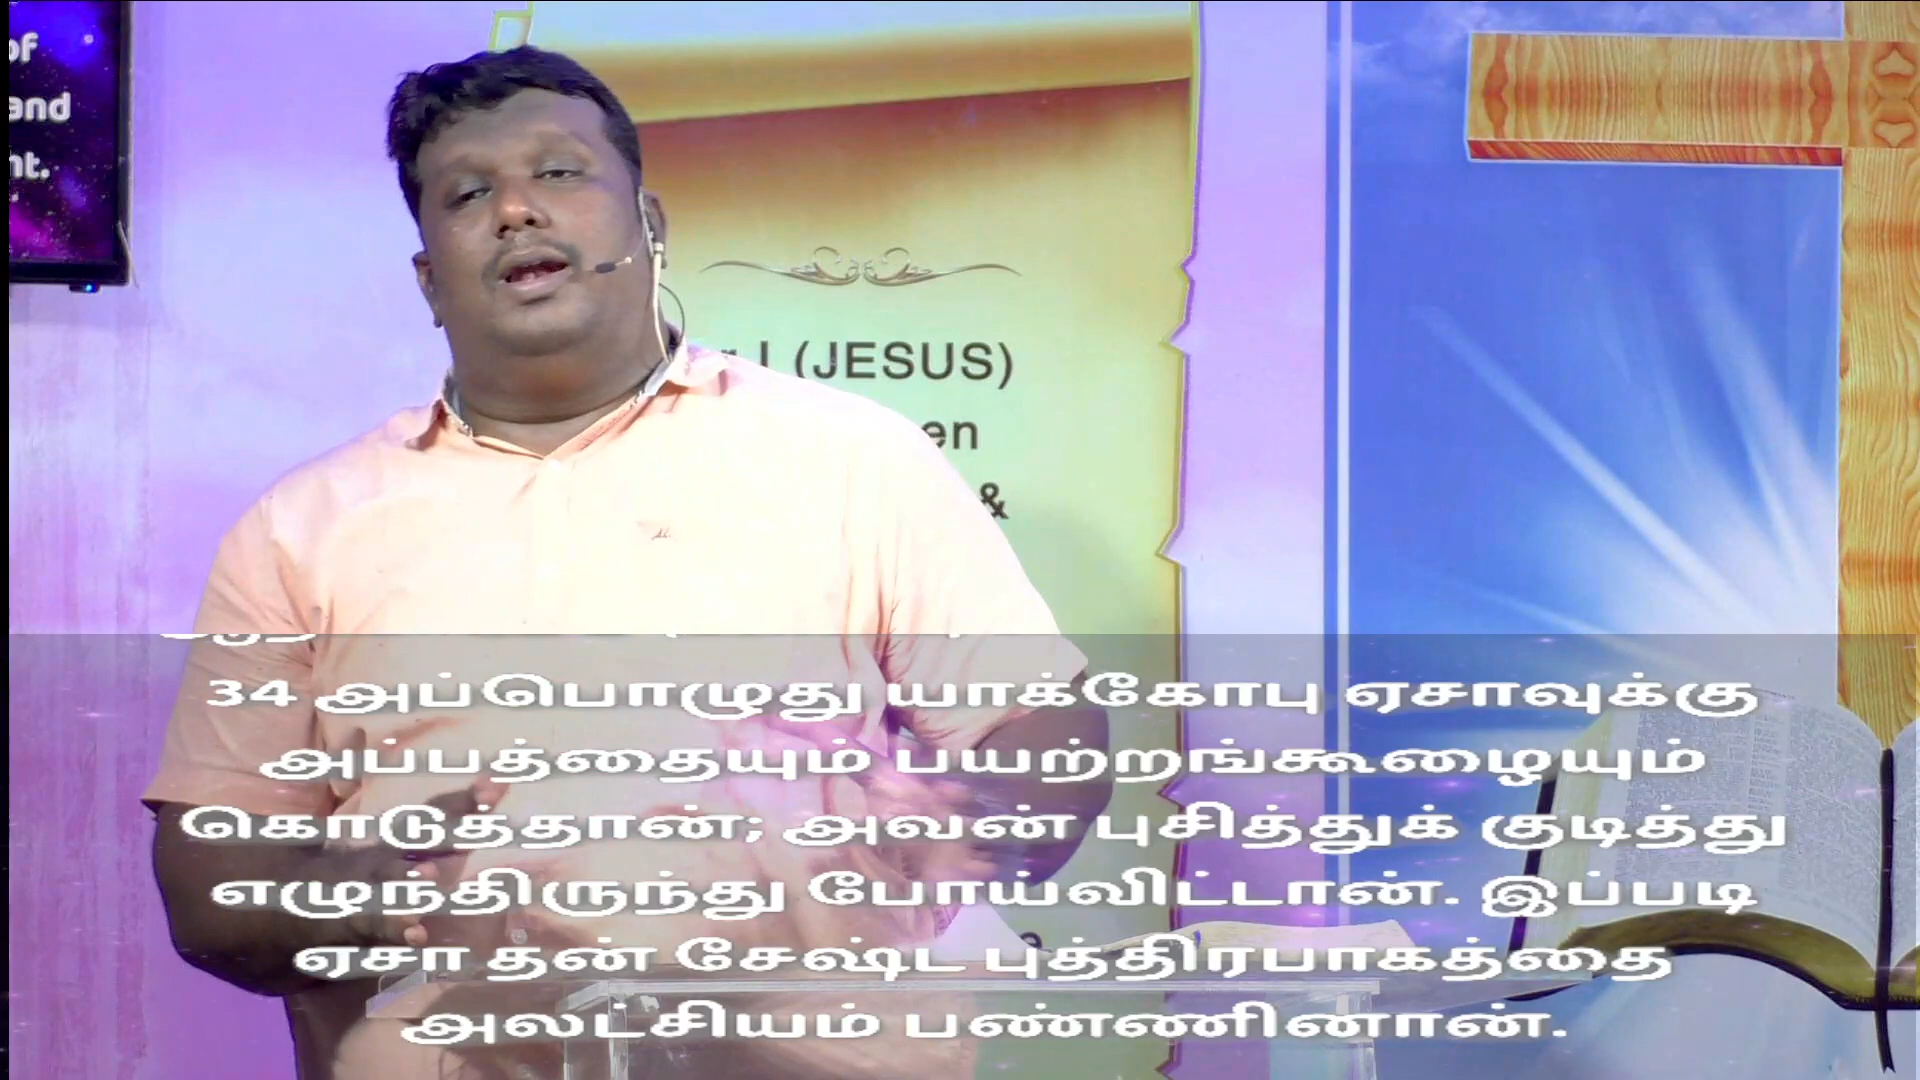 of
and
nt.
I (JESUS)
en
&
34 அப்பொழுது யாக்கோபு ஏசாவுக்கு
அப்பத்தையும் பயற்றங்கூழையும்
கொடுத்தான்; அவன் புசித்துக் குடித்து
எழுந்திருந்து போய்விட்டான். இப்படி
ஏசா தன் சேஷ்ட புத்திரபாகத்தை
அலட்சியம் பண்ணினான்.